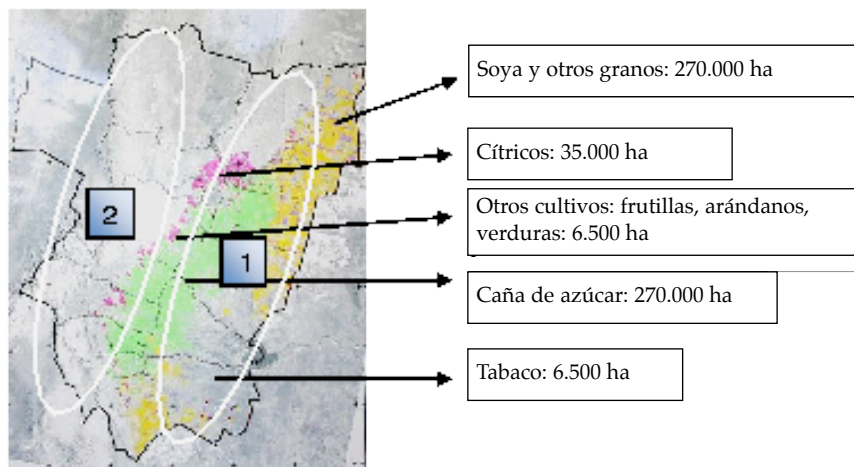 Soya y otros granos: 270.000 ha
Cítricos: 35.000 ha
Otros cultivos: frutillas, arándanos,
verduras: 6.500 ha
2
1
Caña de azúcar: 270.000 ha
Tabaco: 6.500 ha